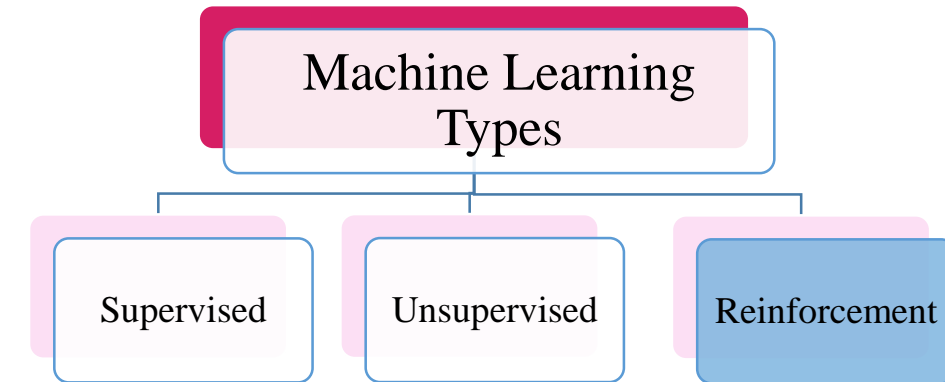 Machine Learning
Types
Supervised
Unsupervised
Reinforcement